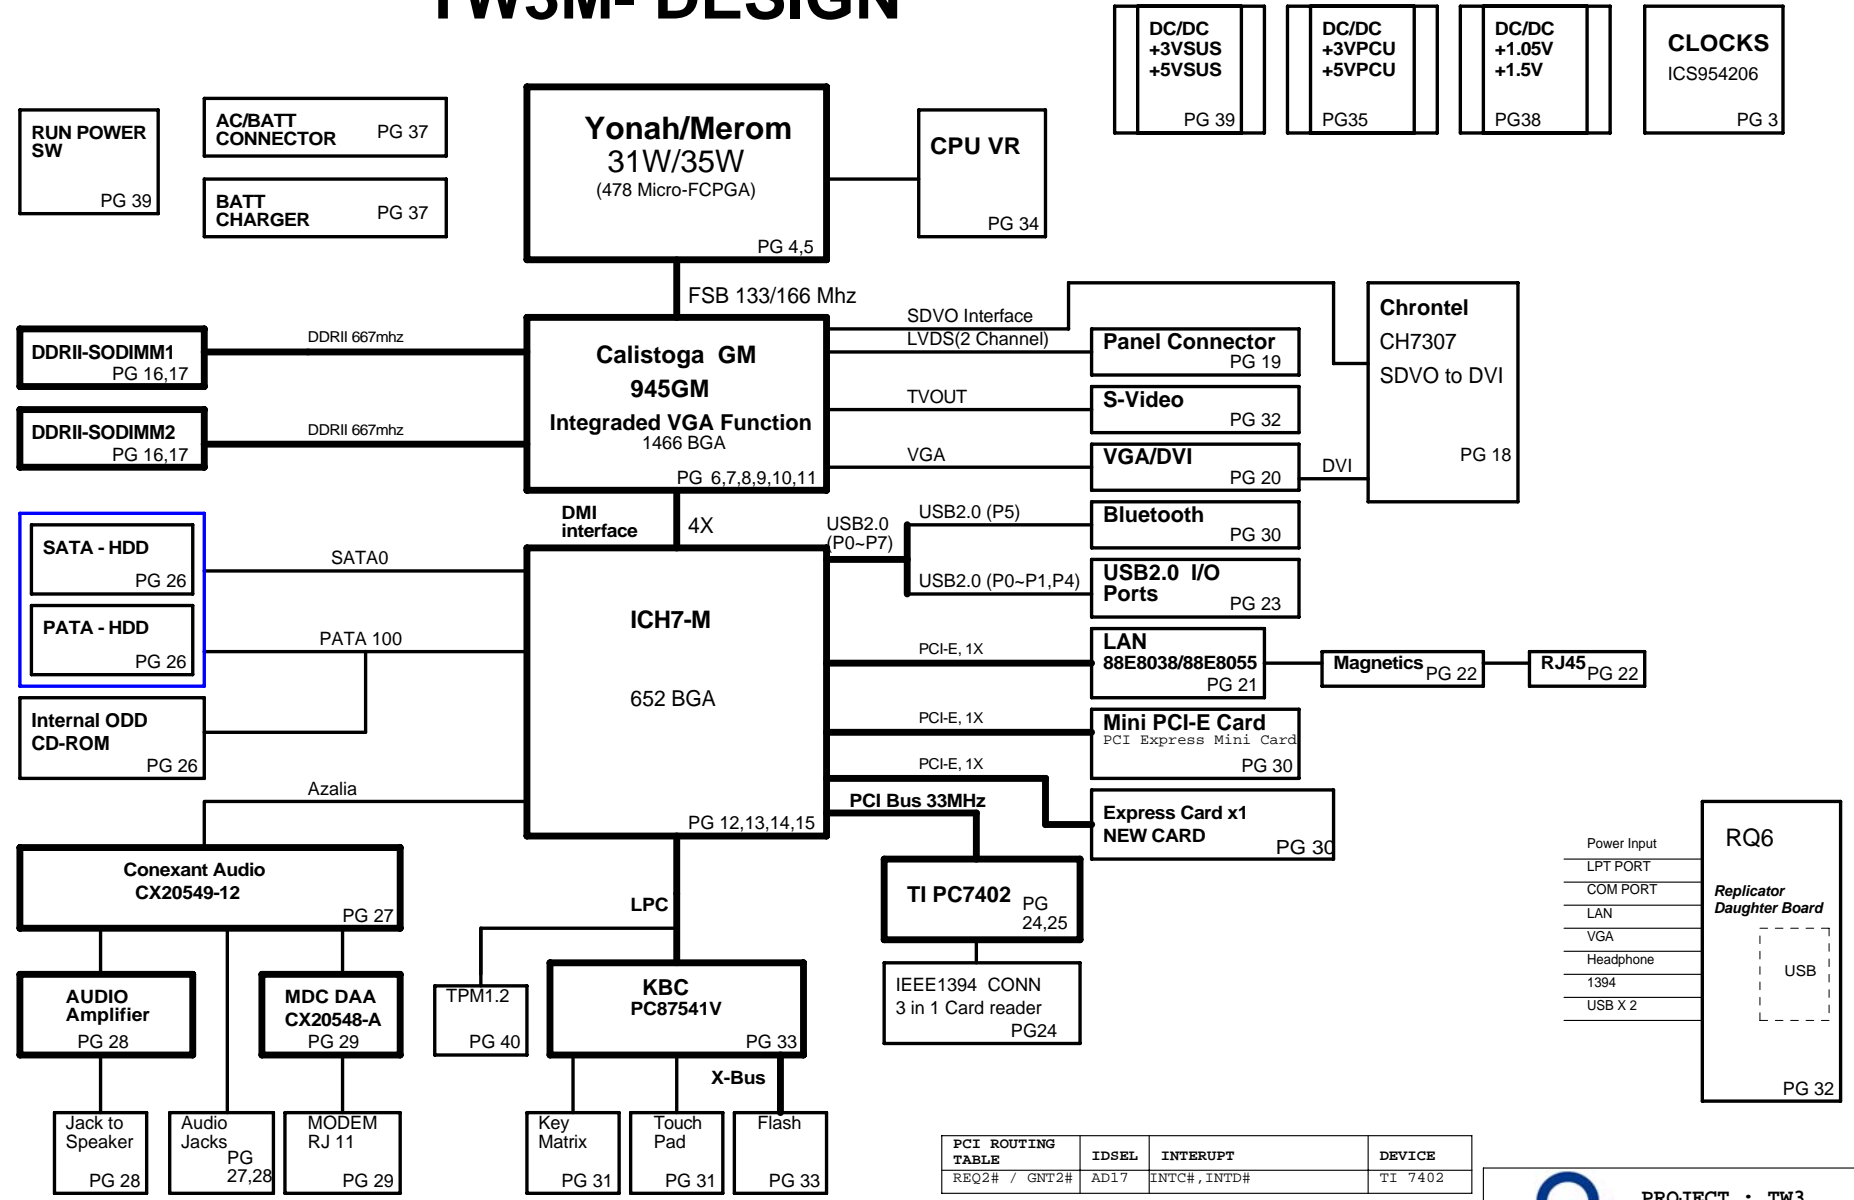 TW3M- DESIGN
DC/DC
+3VSUS
+5VSUS
PG 39
DC/DC
+3VPCU
+5VPCU
PG35
DC/DC
+1.05V
+1.5V
PG38
CLOCKS
ICS954206
PG 3
RUN POWER
SW
PG 39
AC/BATT
CONNECTOR
PG 37
BATT
CHARGER
PG 37
Yonah/Merom
31W/35W
(478 Micro-FCPGA)
PG 4,5
CPU VR
PG 34
FSB 133/166 Mhz
DDRII-SODIMM1
PG 16,17
DDRII 667mhz
DDRII-SODIMM2
PG 16,17
DDRII 667mhz
Calistoga GM
945GM
Integraded VGA Function
1466 BGA
PG 6,7,8,9,10,11
SDVO Interface
LVDS(2 Channel)
Panel Connector
PG 19
TVOUT
S-Video
PG 32
VGA
VGA/DVI
PG 20
DVI
Chrontel
CH7307
SDVO to DVI
PG 18
DMI
interface
4X
USB2.0
(P0~P7)
USB2.0 (P5)
Bluetooth
PG 30
USB2.0 (P0~P1,P4)
USB2.0 I/O
Ports
PG 23
SATA - HDD
PG 26
SATA0
PATA - HDD
PG 26
PATA 100
Internal ODD
CD-ROM
PG 26
ICH7-M
652 BGA
PG 12,13,14,15
PCI-E, 1X
LAN
88E8038/88E8055
PG 21
Magnetics
PG 22
RJ45
PG 22
PCI-E, 1X
Mini PCI-E Card
PCI Express Mini Card
PG 30
PCI-E, 1X
Express Card x1
NEW CARD
PG 30
PCI Bus 33MHz
TI PC7402
PG
24,25
IEEE1394 CONN
3 in 1 Card reader
PG24
Azalia
Conexant Audio
CX20549-12
PG 27
AUDIO
Amplifier
PG 28
MDC DAA
CX20548-A
PG 29
Jack to
Speaker
PG 28
Audio
Jacks
PG
27,28
MODEM
RJ 11
PG 29
LPC
TPM1.2
PG 40
KBC
PC87541V
PG 33
X-Bus
Key
Matrix
PG 31
Touch
Pad
PG 31
Flash
PG 33
Power Input
LPT PORT
COM PORT
LAN
VGA
Headphone
1394
USB X 2
RQ6
Replicator
Daughter Board
USB
PG 32
PCI ROUTING
TABLE
IDSEL
INTERUPT
DEVICE
REQ2# / GNT2#
AD17
INTC#,INTD#
TI 7402
PROJECT : TW3